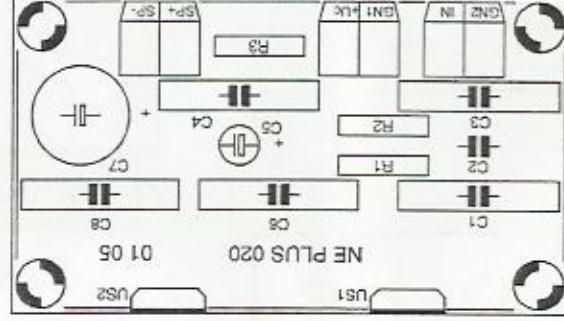 US1 US2
NE PLUS 020 01 05
C1 C6 C8
R1 C7
C2
R2
+
C3 C5 C4
+
R3
GN2 IN GN1 +Uc SP+ SP-